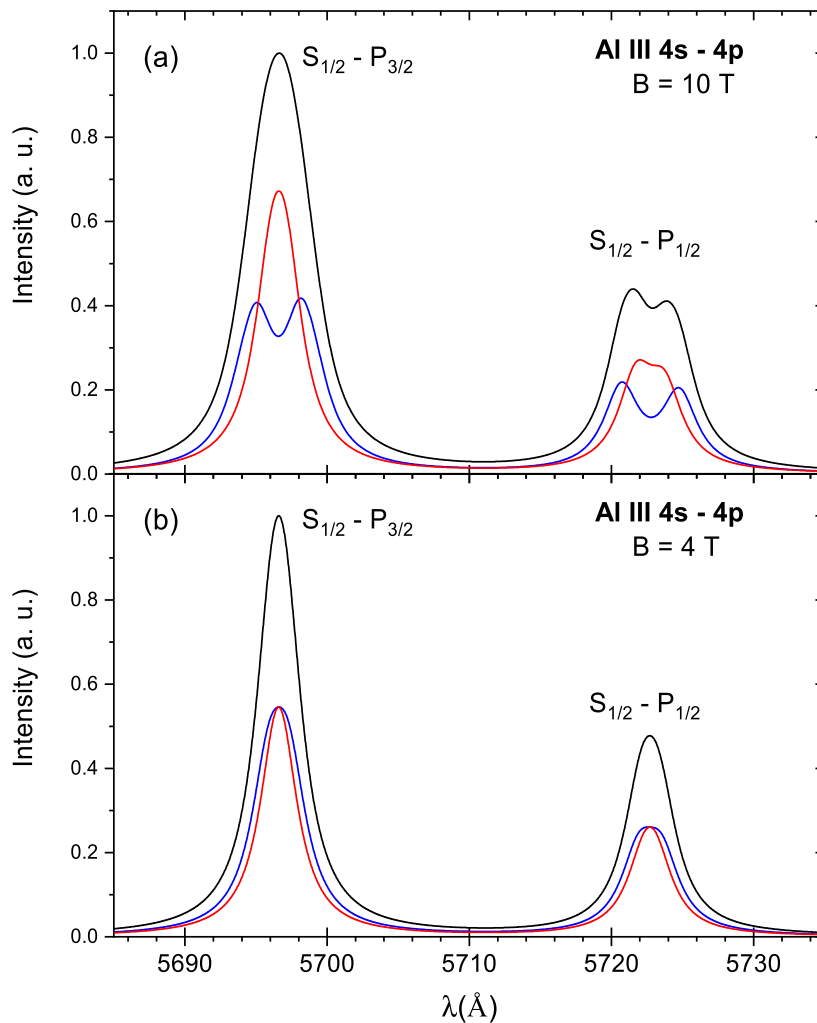 (a)
S1/2 - P3/2
Al III 4s - 4p
B = 10 T
S1/2 - P1/2
Intensity (a. u.)
1.0
0.8
0.6
0.4
0.2
0.0
(b)
S1/2 - P3/2
Al III 4s - 4p
B = 4 T
S1/2 - P1/2
Intensity (a. u.)
1.0
0.8
0.6
0.4
0.2
0.0
5690 5700 5710 5720 5730
λ(Å)